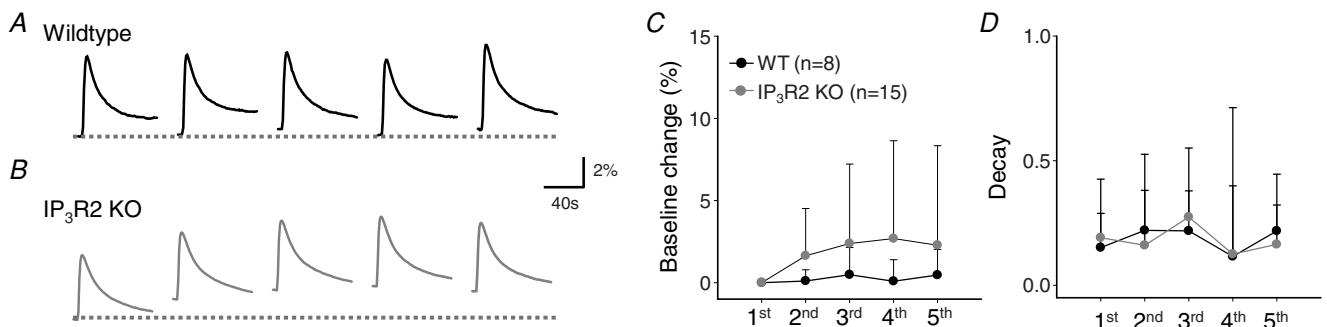 A
Wildtype
B
IP₃R2 KO
2%
40s
C
Baseline change (%)
15
10
5
0
WT (n=8)
IP₃R2 KO (n=15)
1ˢᵗ 2ⁿᵈ 3ʳᵈ 4ᵗʰ 5ᵗʰ
D
Decay
1.0
0.5
0.0
1ˢᵗ 2ⁿᵈ 3ʳᵈ 4ᵗʰ 5ᵗʰ